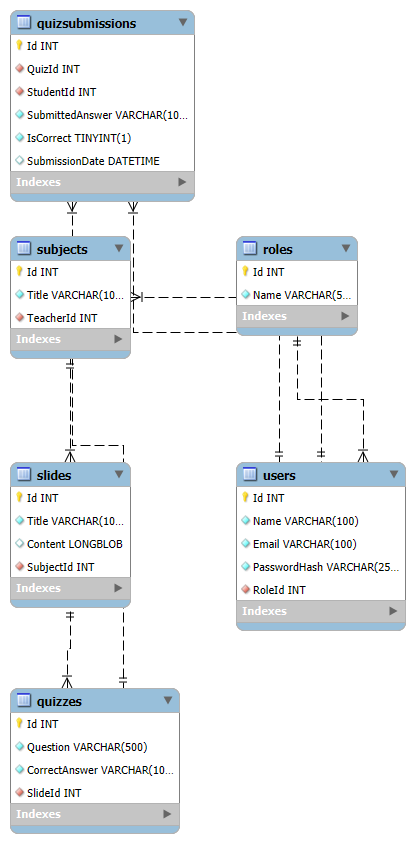 quizsubmissions
Id INT
QuizId INT
StudentId INT
SubmittedAnswer VARCHAR(10...
IsCorrect TINYINT(1)
SubmissionDate DATETIME
Indexes
subjects
Id INT
Title VARCHAR(10...
TeacherId INT
Indexes
roles
Id INT
Name VARCHAR(5...
Indexes
slides
Id INT
Title VARCHAR(10...
Content LONGBLOB
SubjectId INT
Indexes
users
Id INT
Name VARCHAR(100)
Email VARCHAR(100)
PasswordHash VARCHAR(25...
RoleId INT
Indexes
quizzes
Id INT
Question VARCHAR(500)
CorrectAnswer VARCHAR(10...
SlideId INT
Indexes